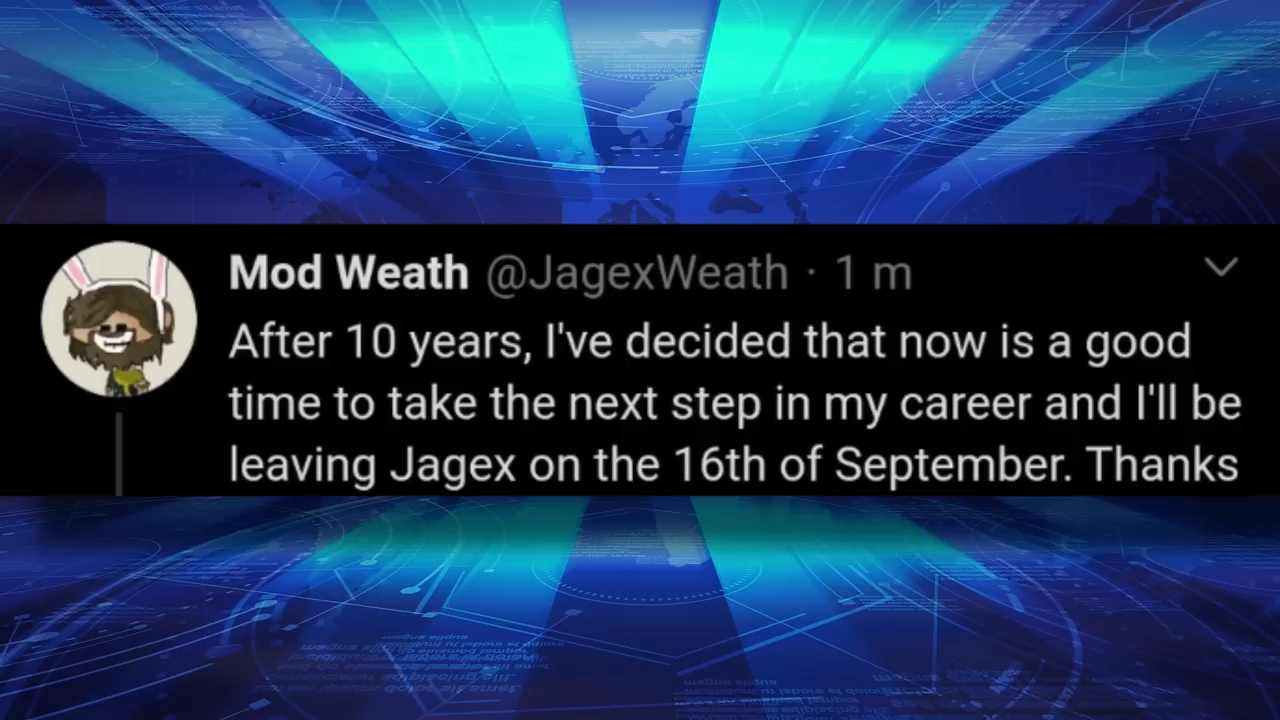 Mod Weath @JagexWeath · 1 m
After 10 years, I've decided that now is a good
time to take the next step in my career and I'll be
leaving Jagex on the 16th of September. Thanks